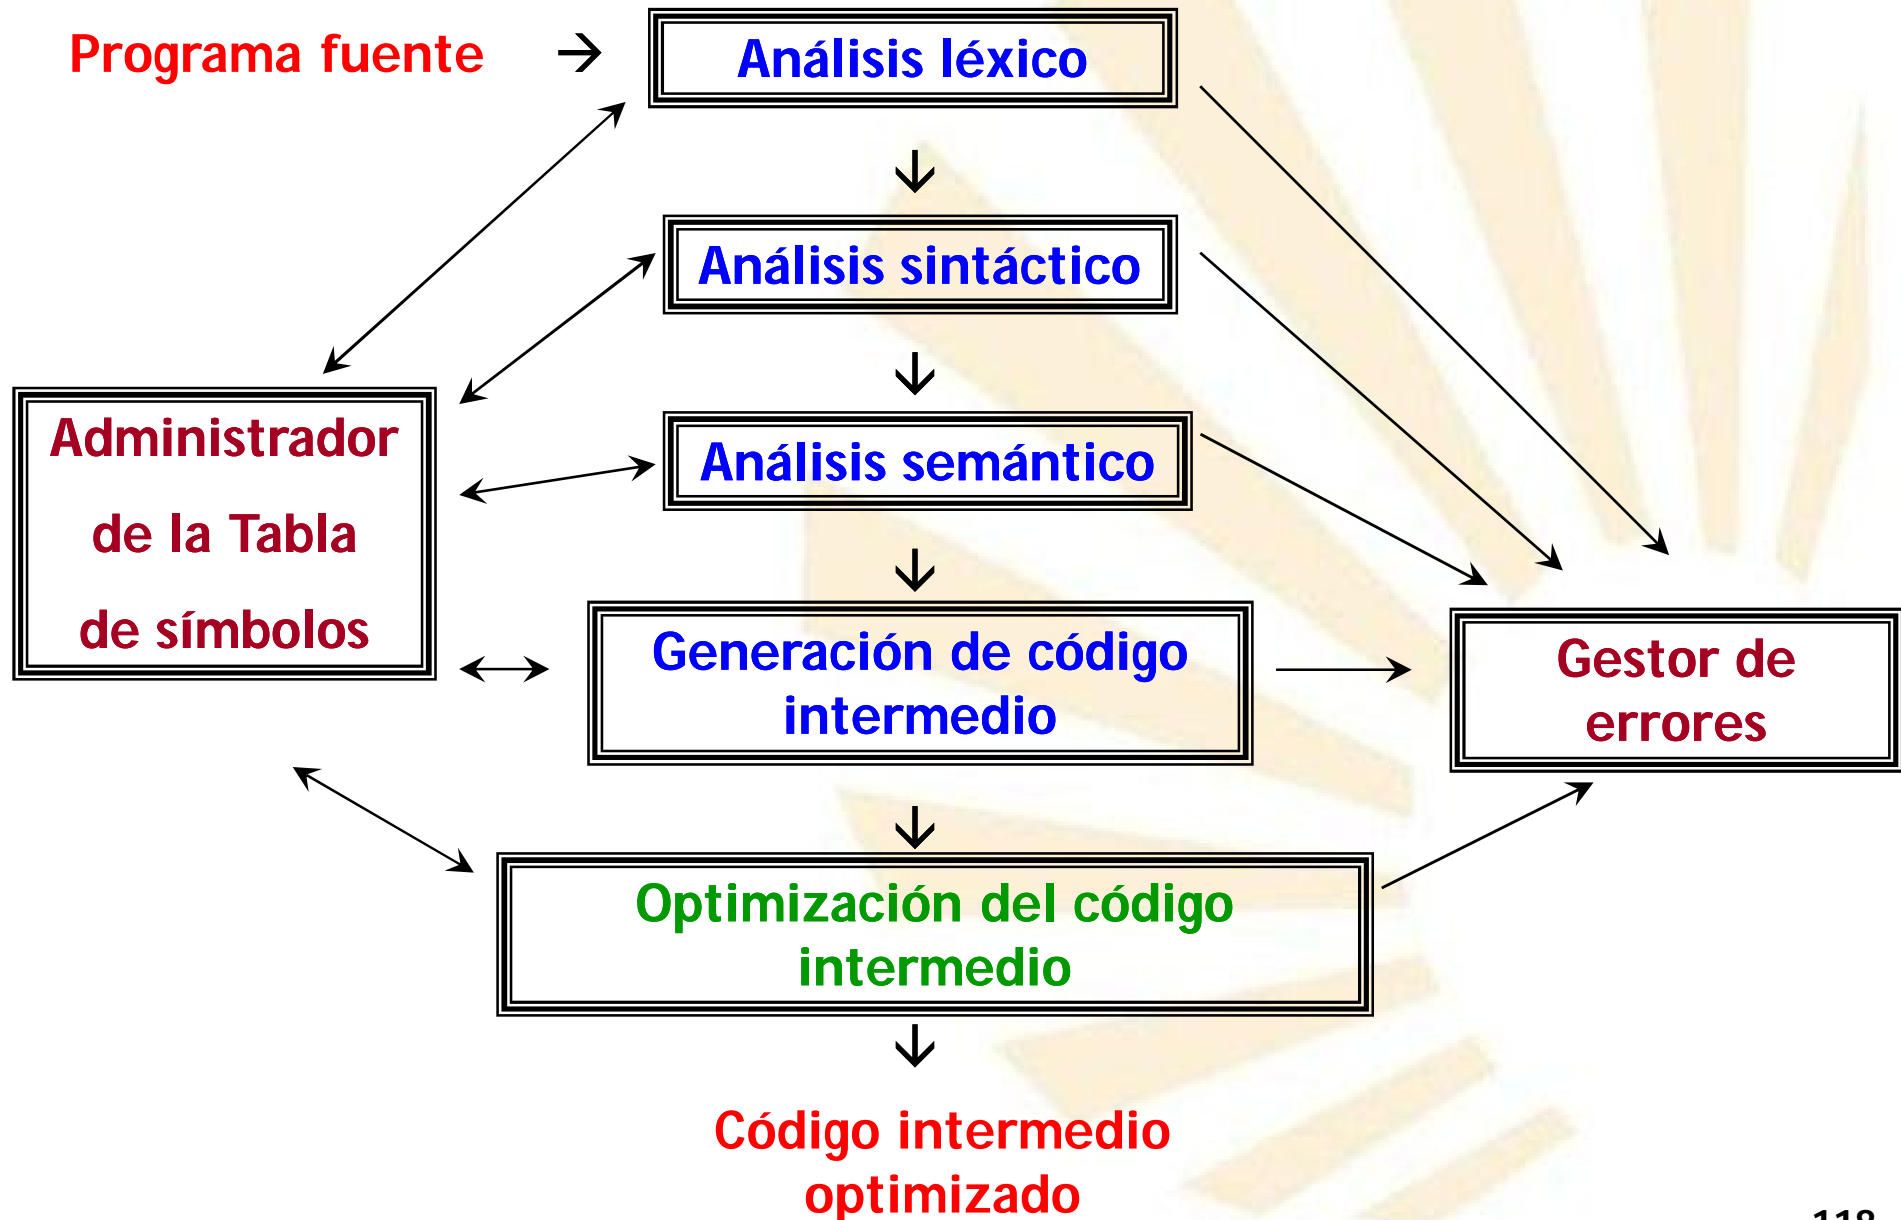 Programa fuente → Análisis léxico
Análisis sintáctico
Análisis semántico
Administrador
de la Tabla
de símbolos
Generación de código
intermedio
Gestor de
errores
Optimización del código
intermedio
Código intermedio
optimizado
118